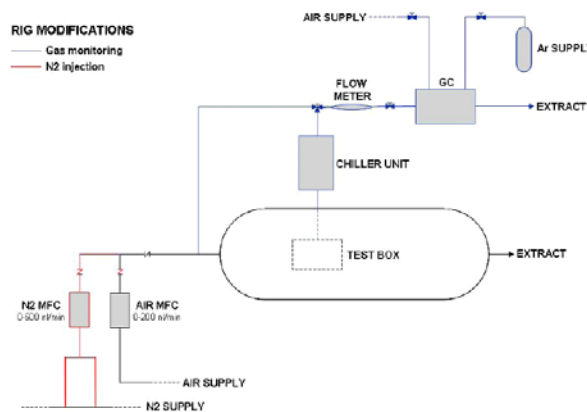 RIG MODIFICATIONS
Gas monitoring
N2 injection
AIR SUPPLY
Ar SUPPLY
FLOW
METER
GC
EXTRACT
CHILLER UNIT
TEST BOX
EXTRACT
N2 MFC
0-500 nl/min
AIR MFC
0-200 nl/min
AIR SUPPLY
N2 SUPPLY